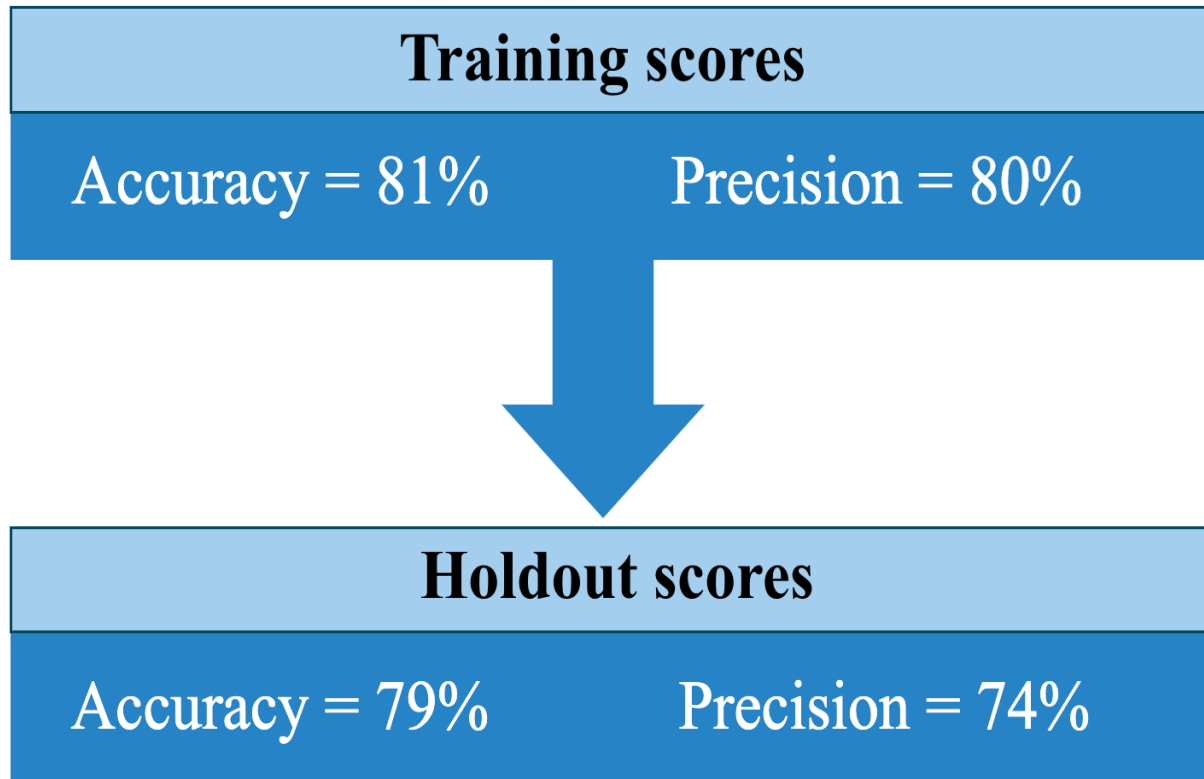 Training scores
Accuracy = 81% Precision = 80%
Holdout scores
Accuracy = 79% Precision = 74%